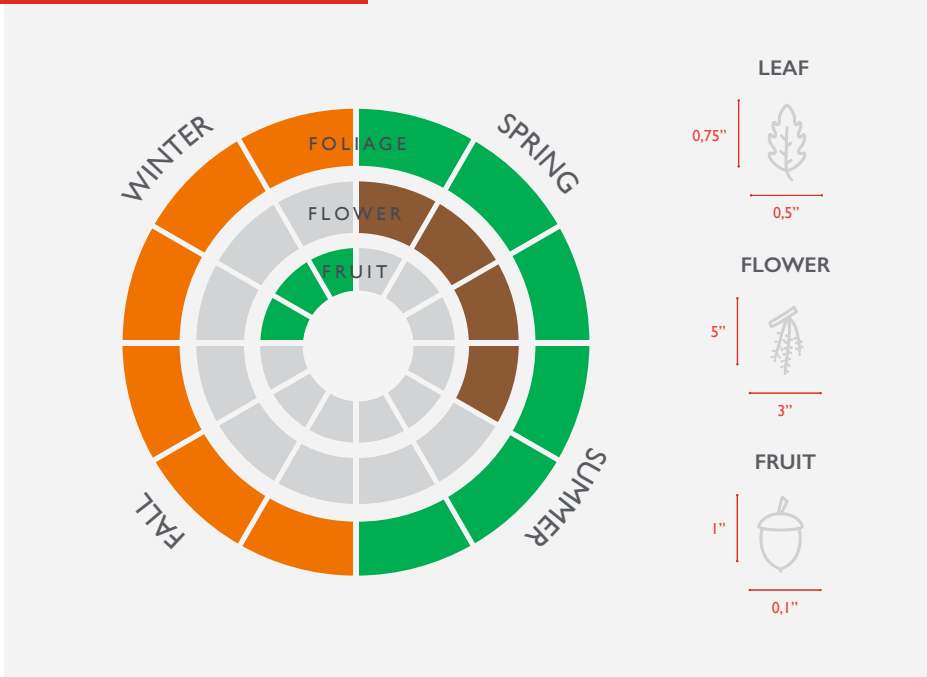 WINTER
SPRING
FOLIAGE
FLOWER
FRUIT
FALL
SUMMER
LEAF
0,75”
0,5”
FLOWER
5”
3”
FRUIT
1”
0,1”